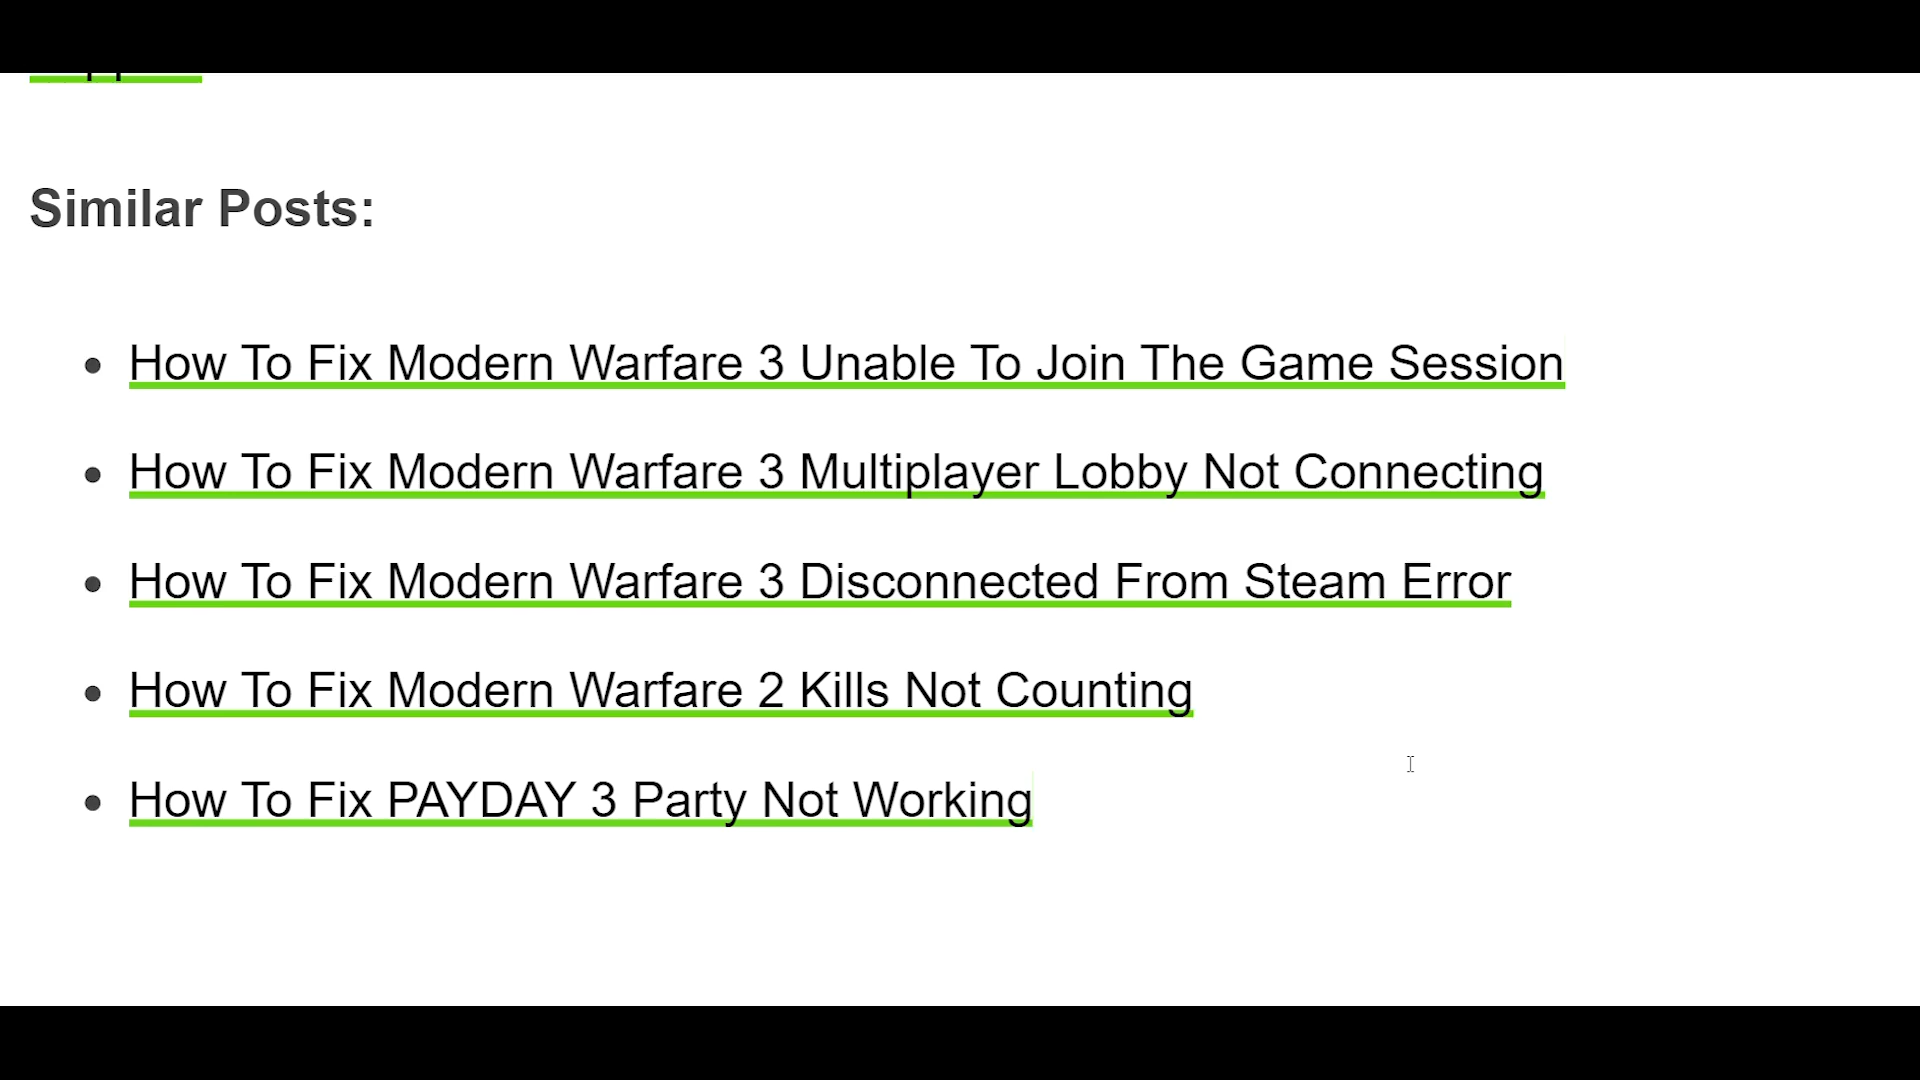 Similar Posts:
How To Fix Modern Warfare 3 Unable To Join The Game Session
How To Fix Modern Warfare 3 Multiplayer Lobby Not Connecting
How To Fix Modern Warfare 3 Disconnected From Steam Error
How To Fix Modern Warfare 2 Kills Not Counting
How To Fix PAYDAY 3 Party Not Working